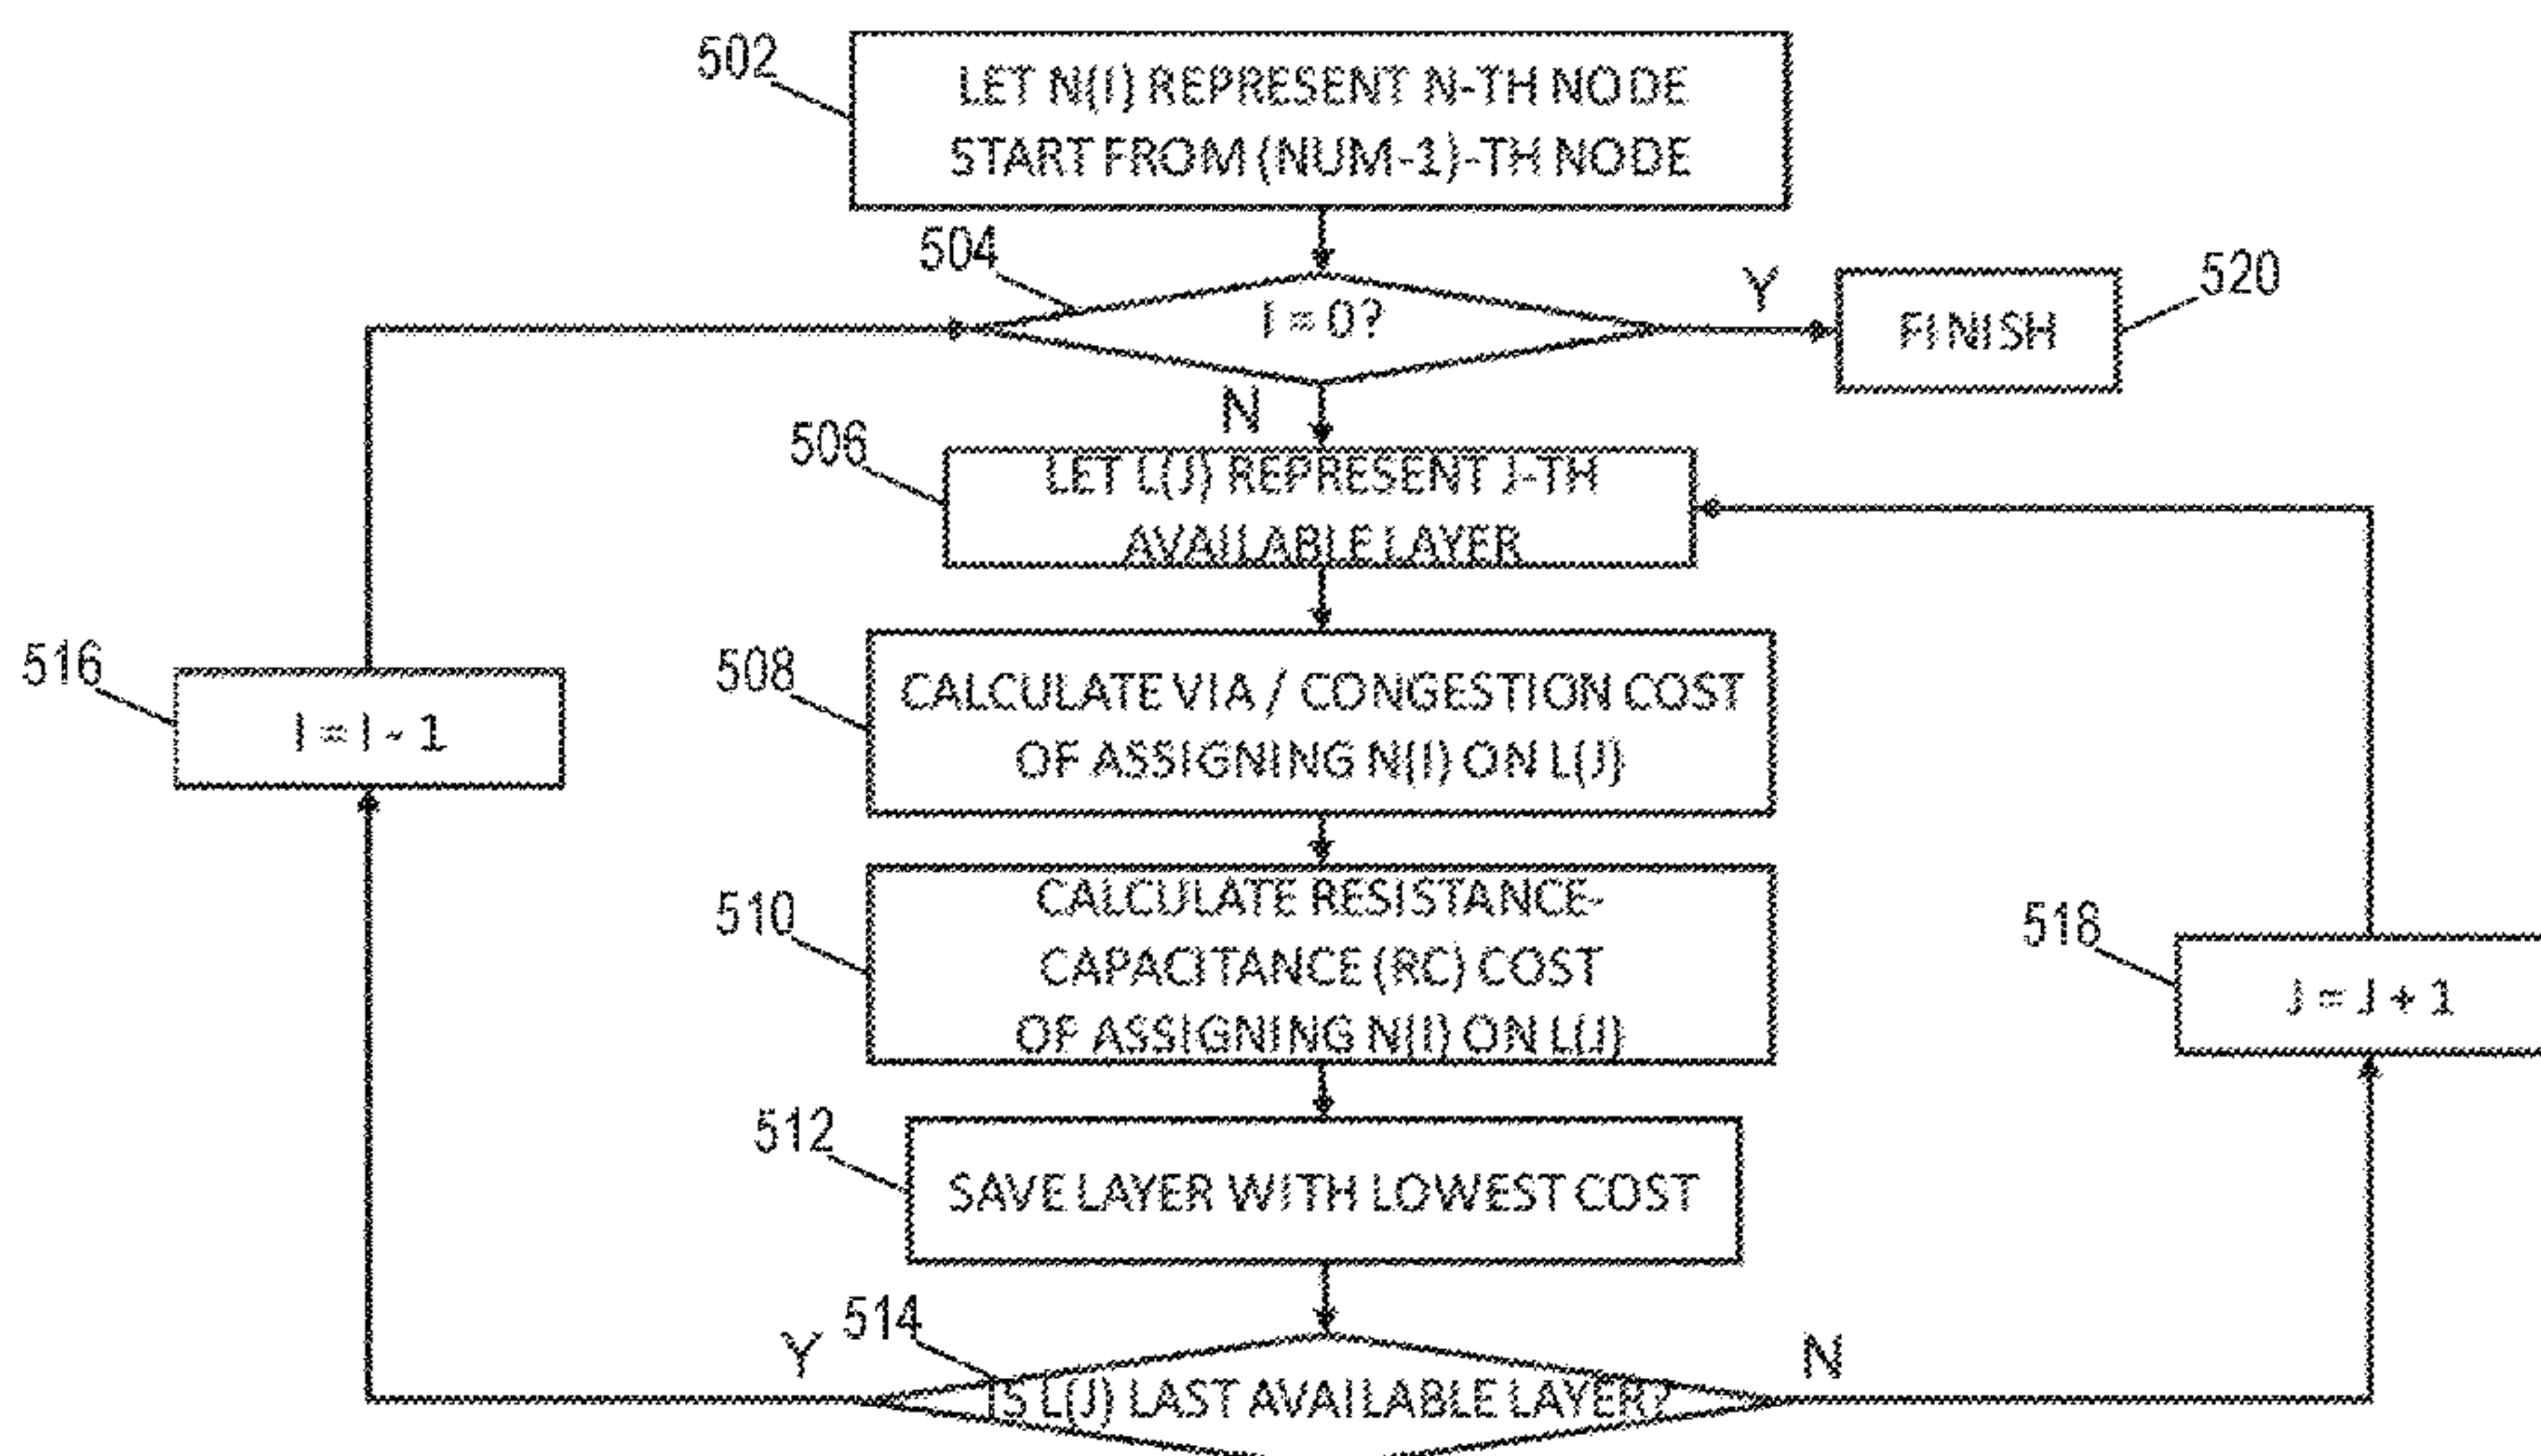 502
LET N(I) REPRESENT N-TH NODE
START FROM (NUM-1)-TH NODE
504
I = 0?
Y
520
FINISH
N
506
LET L(J) REPRESENT J-TH
AVAILABLE LAYER
516
I = I - 1
508
CALCULATE VIA / CONGESTION COST
OF ASSIGNING N(I) ON L(J)
510
CALCULATE RESISTANCE-
CAPACITANCE (RC) COST
OF ASSIGNING N(I) ON L(J)
518
J = J + 1
512
SAVE LAYER WITH LOWEST COST
514
Y
IS L(J) LAST AVAILABLE LAYER?
N